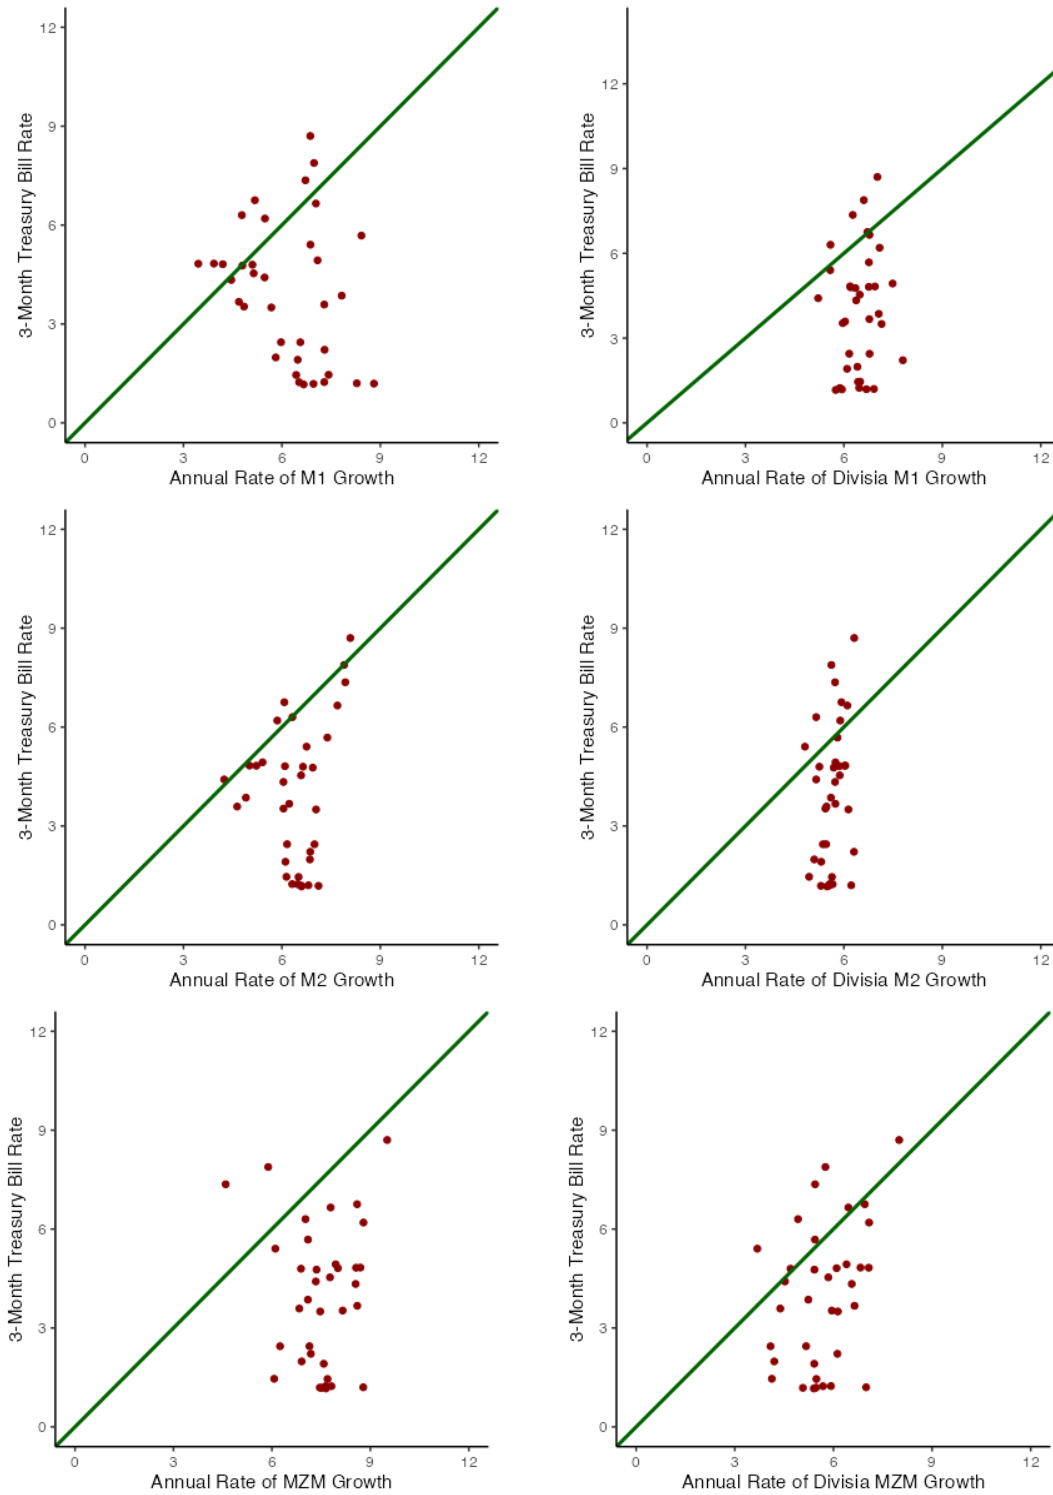 3-Month Treasury Bill Rate
12
9
6
3
0
0 3 6 9 12
Annual Rate of M1 Growth
3-Month Treasury Bill Rate
12
9
6
3
0
0 3 6 9 12
Annual Rate of Divisia M1 Growth
3-Month Treasury Bill Rate
12
9
6
3
0
0 3 6 9 12
Annual Rate of M2 Growth
3-Month Treasury Bill Rate
12
9
6
3
0
0 3 6 9 12
Annual Rate of Divisia M2 Growth
3-Month Treasury Bill Rate
12
9
6
3
0
0 3 6 9 12
Annual Rate of MZM Growth
3-Month Treasury Bill Rate
12
9
6
3
0
0 3 6 9 12
Annual Rate of Divisia MZM Growth